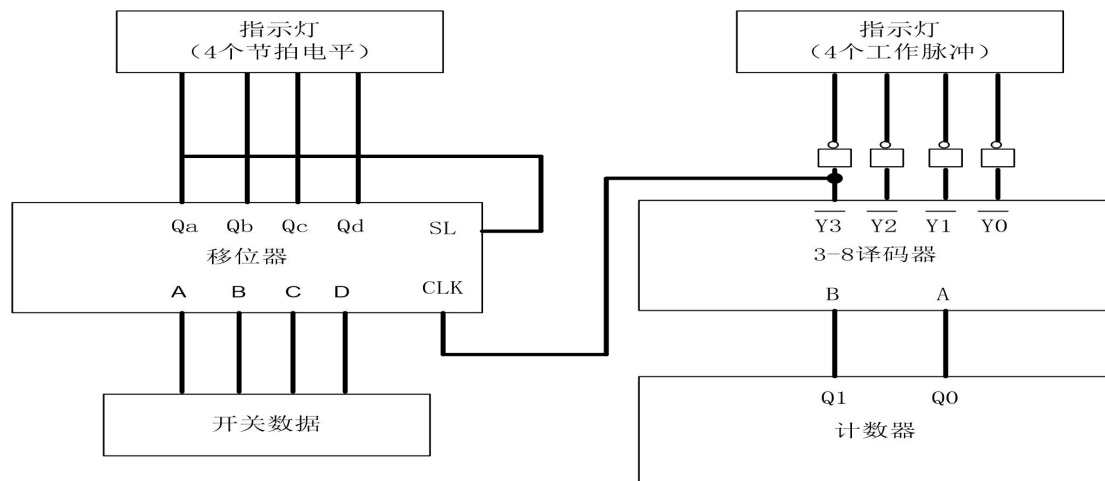 指示灯
（4个节拍电平）
指示灯
（4个工作脉冲）
Qa Qb Qc Qd SL
移位器
A B C D CLK
开关数据
Y3 Y2 Y1 Y0
3-8译码器
B A
Q1 Q0
计数器